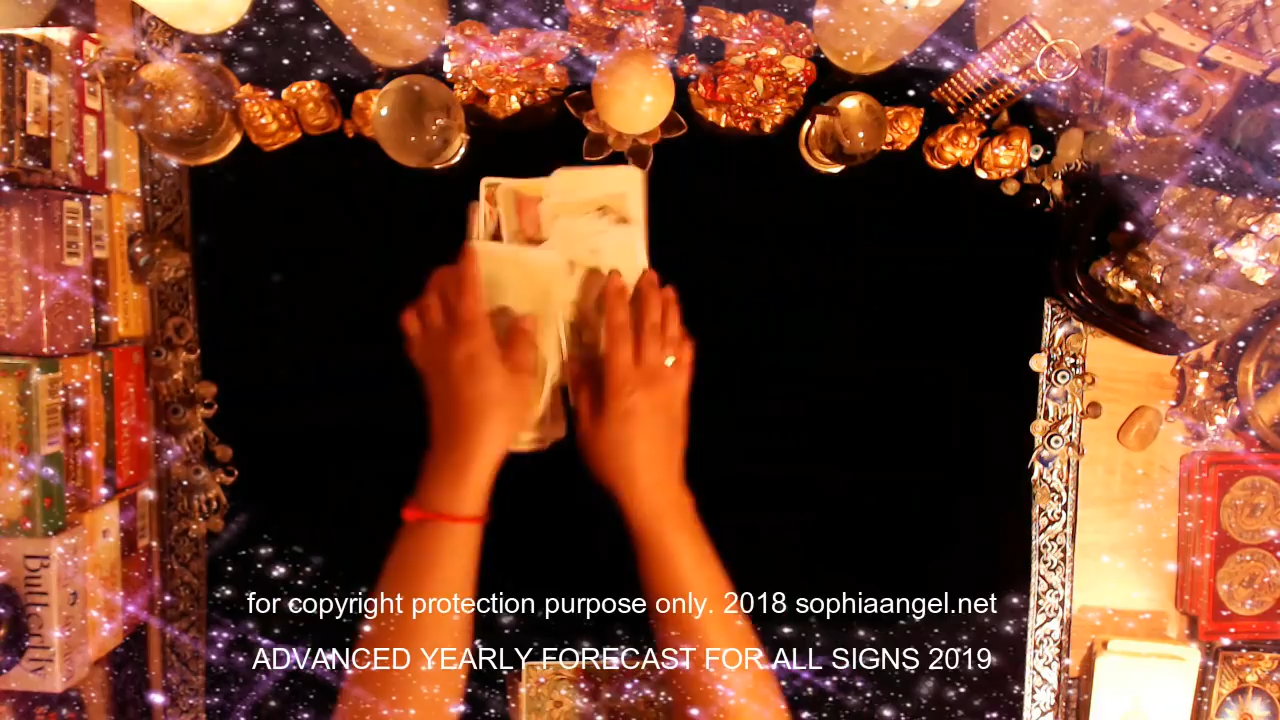 Butterfly
for copyright protection purpose only. 2018 sophiaangel.net
ADVANCED YEARLY FORECAST FOR ALL SIGNS 2019